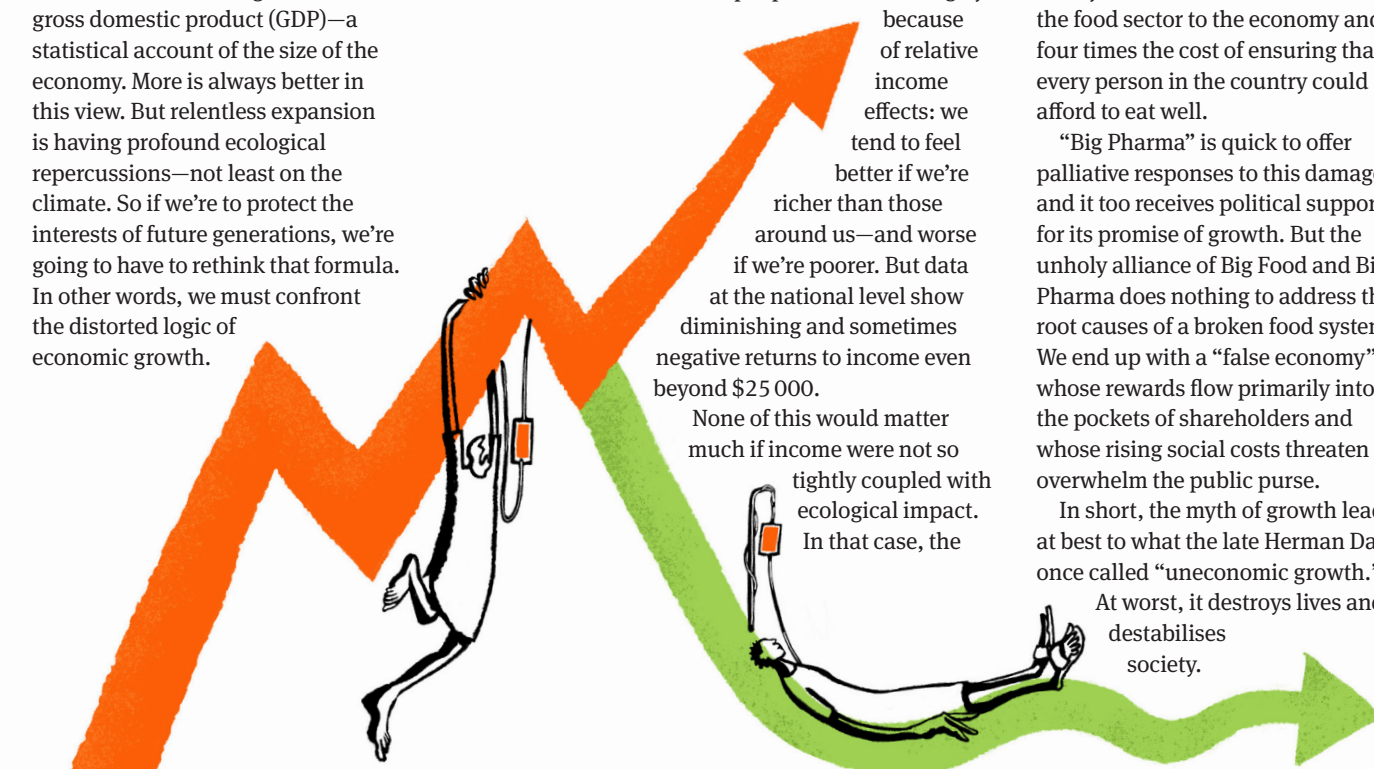 gross domestic product (GDP)—a
statistical account of the size of the
economy. More is always better in
this view. But relentless expansion
is having profound ecological
repercussions—not least on the
climate. So if we’re to protect the
interests of future generations, we’re
going to have to rethink that formula.
In other words, we must confront
the distorted logic of
economic growth.
because
of relative
income
effects: we
tend to feel
better if we’re
richer than those
around us—and worse
if we’re poorer. But data
at the national level show
diminishing and sometimes
negative returns to income even
beyond $25 000.
None of this would matter
much if income were not so
tightly coupled with
ecological impact.
In that case, the
the food sector to the economy and
four times the cost of ensuring tha
every person in the country could
afford to eat well.
“Big Pharma” is quick to offer
palliative responses to this damage
and it too receives political suppor
for its promise of growth. But the
unholy alliance of Big Food and Bi
Pharma does nothing to address th
root causes of a broken food system
We end up with a “false economy”
whose rewards flow primarily into
the pockets of shareholders and
whose rising social costs threaten
overwhelm the public purse.
In short, the myth of growth lead
at best to what the late Herman Da
once called “uneconomic growth.”
At worst, it destroys lives and
destabilises
society.